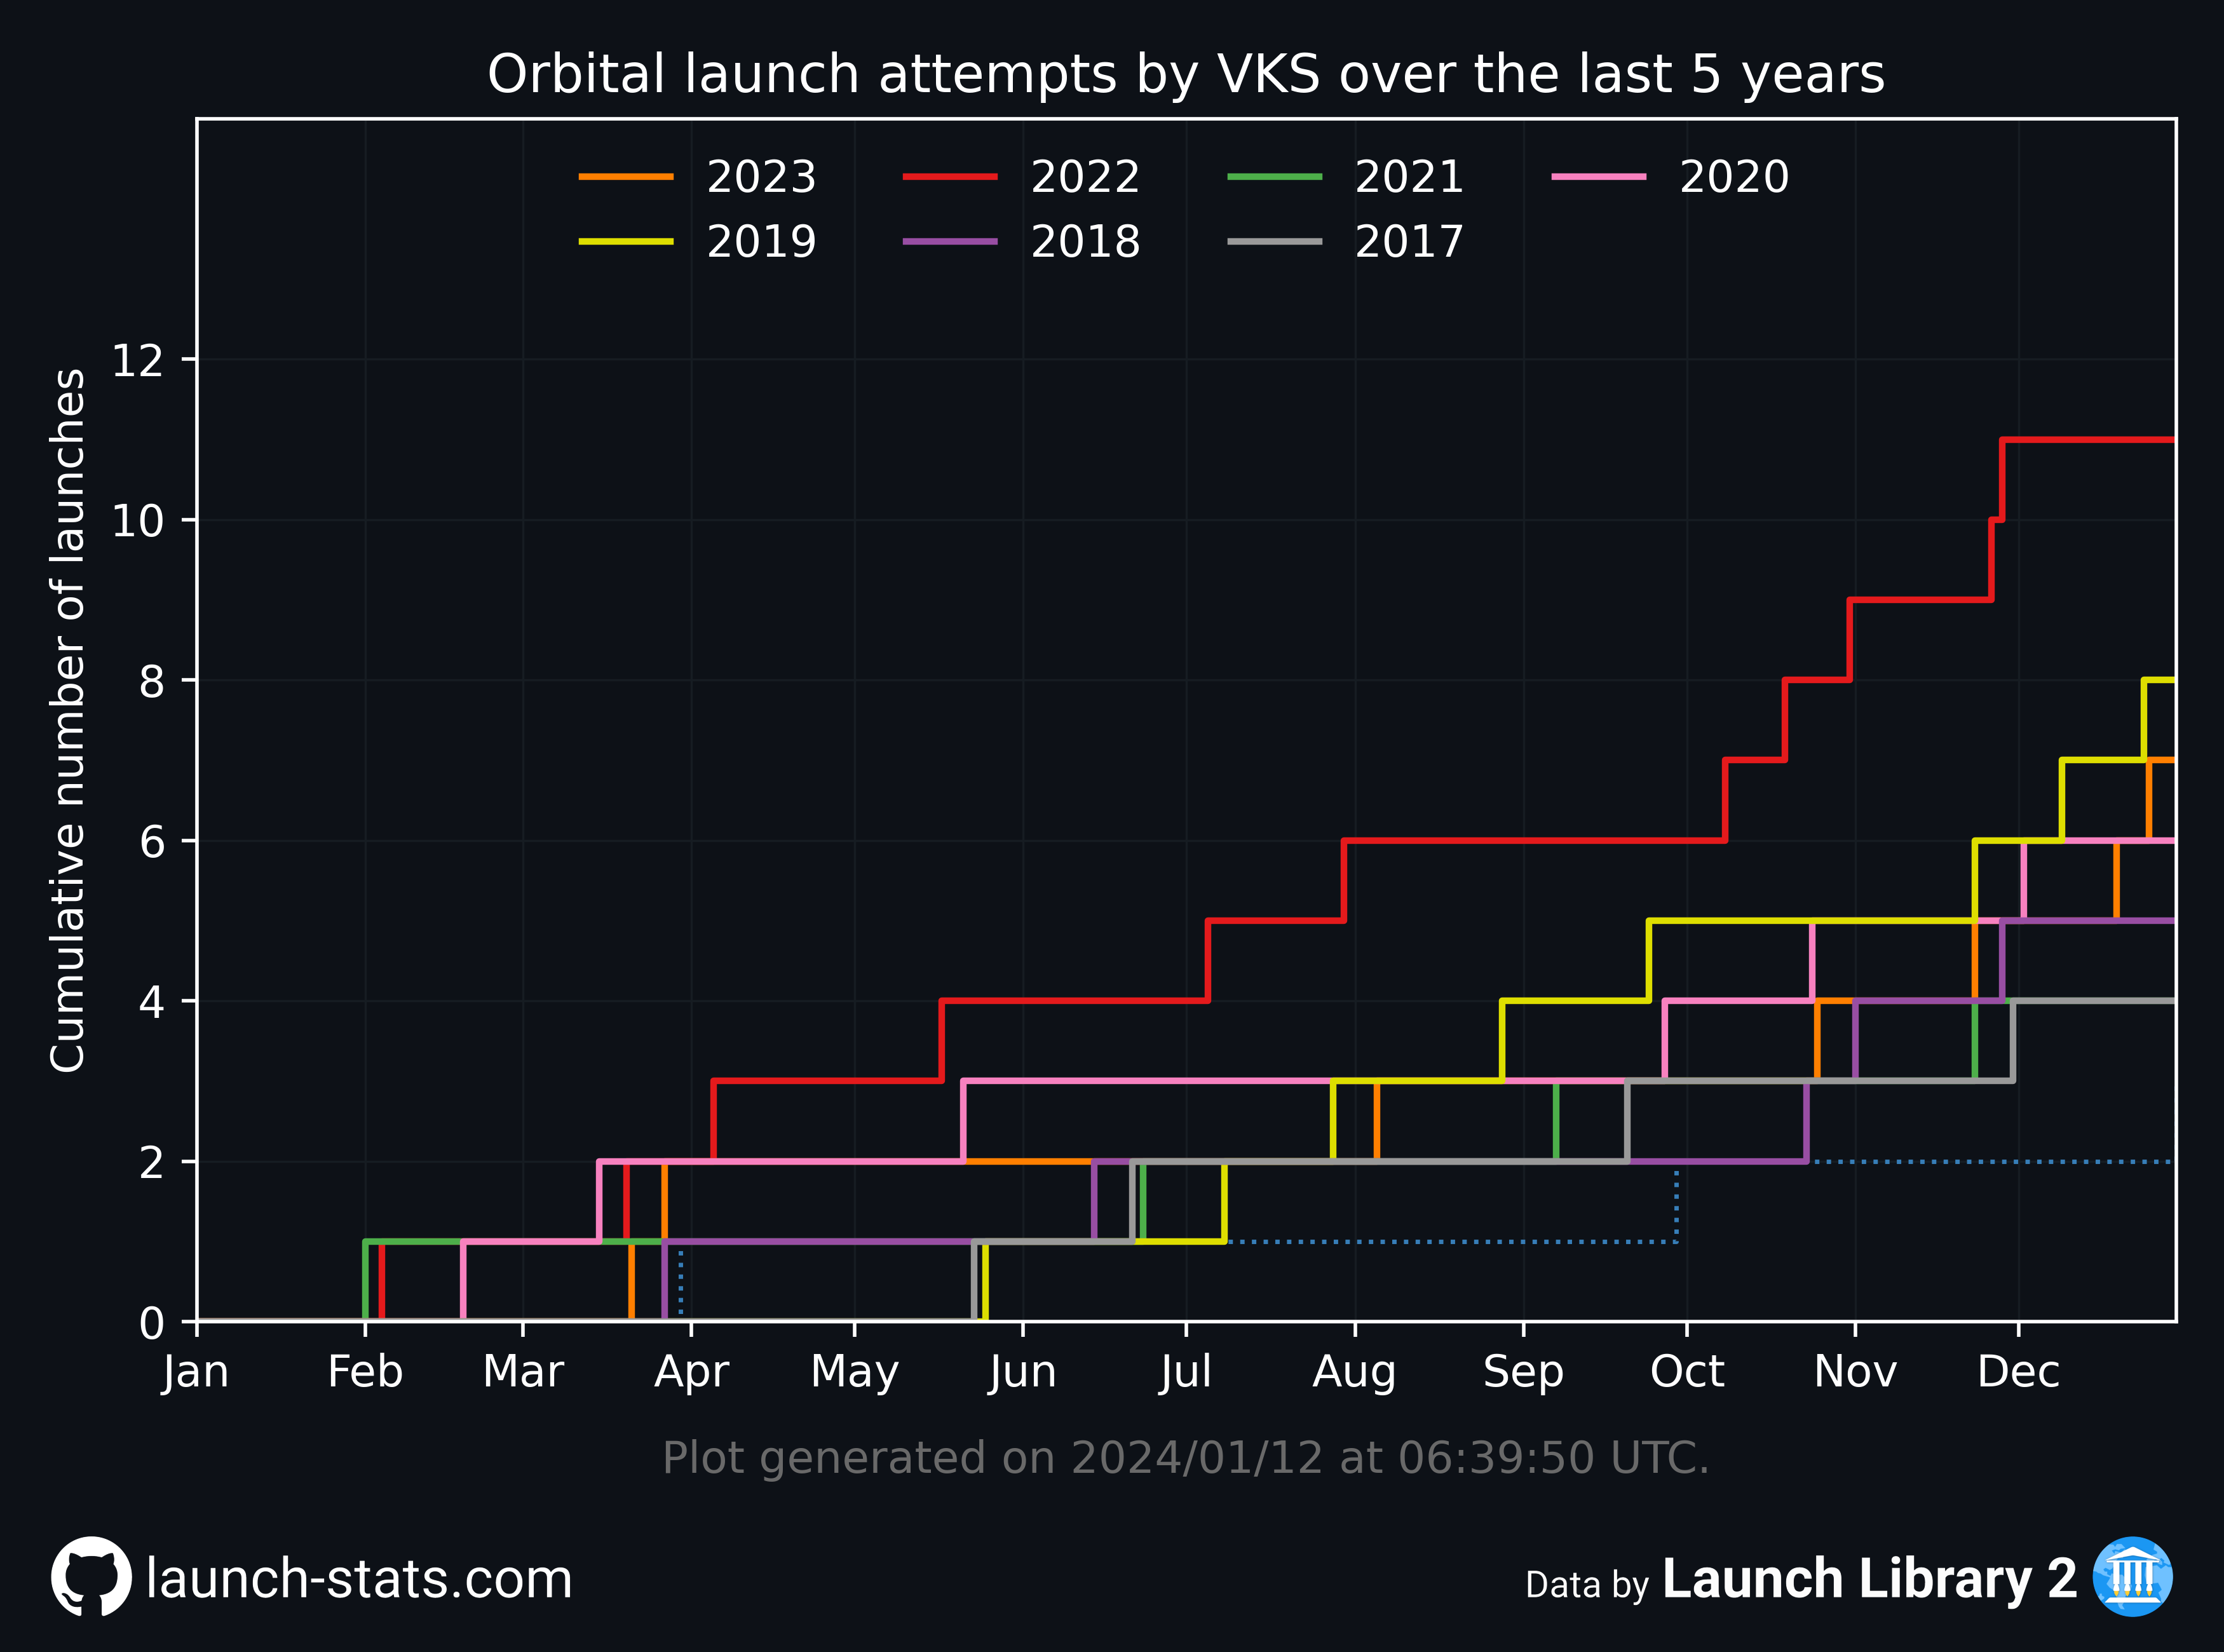 Orbital launch attempts by VKS over the last 5 years
2023 2022 2021 2020
2019 2018 2017
Cumulative number of launches
12
10
8
6
4
2
0
Jan Feb Mar Apr May Jun Jul Aug Sep Oct Nov Dec
Plot generated on 2024/01/12 at 06:39:50 UTC.
launch-stats.com
Data by Launch Library 2